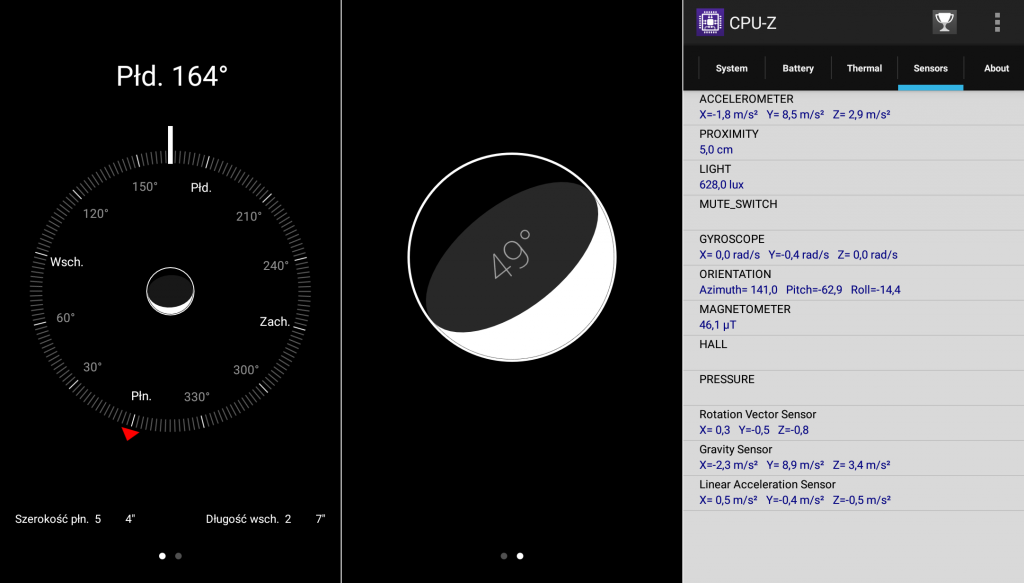 Płd. 164°
150°
Płd.
120°
210°
Wsch.
240°
60°
Zach.
30°
300°
Płn.
330°
Szerokość płn. 5 4"
Długość wsch. 2 7"
49°
CPU-Z
System Battery Thermal Sensors About
ACCELEROMETER
X=-1,8 m/s² Y= 8,5 m/s² Z= 2,9 m/s²
PROXIMITY
5,0 cm
LIGHT
628,0 lux
MUTE_SWITCH
GYROSCOPE
X= 0,0 rad/s Y=-0,4 rad/s Z= 0,0 rad/s
ORIENTATION
Azimuth= 141,0 Pitch=-62,9 Roll=-14,4
MAGNETOMETER
46,1 μT
HALL
PRESSURE
Rotation Vector Sensor
X= 0,3 Y=-0,5 Z=-0,8
Gravity Sensor
X=-2,3 m/s² Y= 8,9 m/s² Z= 3,4 m/s²
Linear Acceleration Sensor
X= 0,5 m/s² Y=-0,4 m/s² Z=-0,5 m/s²